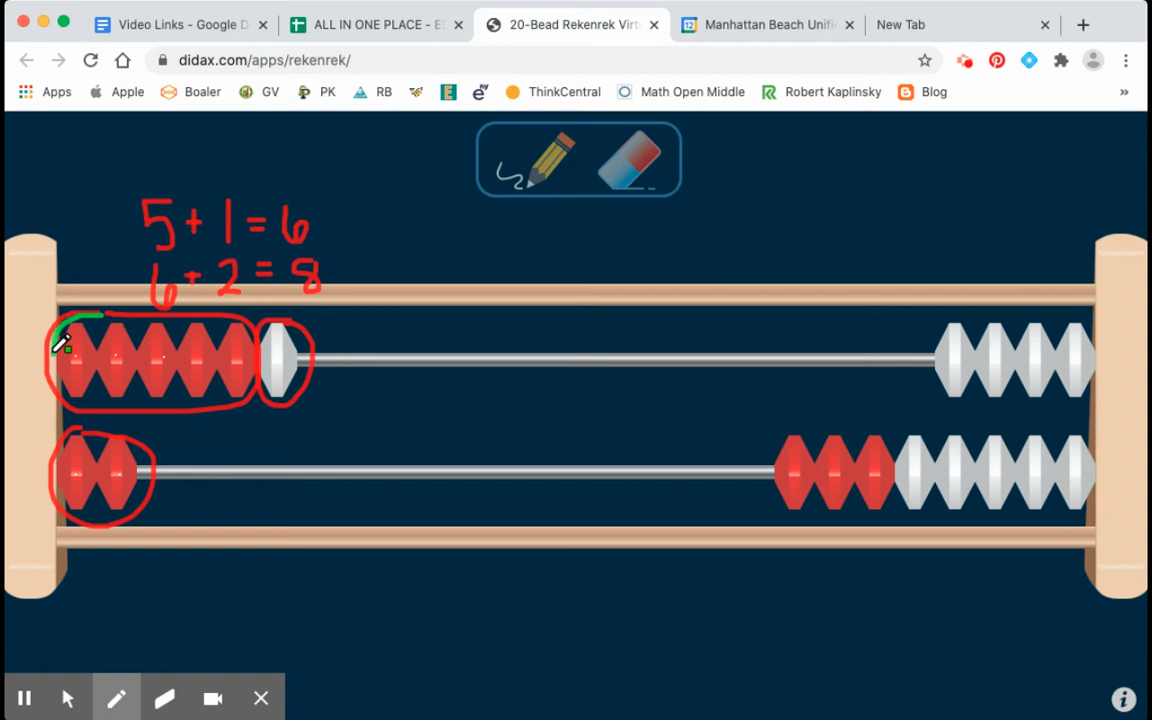 Video Links - Google D
ALL IN ONE PLACE - El
20-Bead Rekenrek Virt
Manhattan Beach Unifi
New Tab
didax.com/apps/rekenrek/
Apps
Apple
Boaler
GV
PK
RB
ThinkCentral
Math Open Middle
Robert Kaplinsky
Blog
5 + 1 = 6
6 + 2 = 8